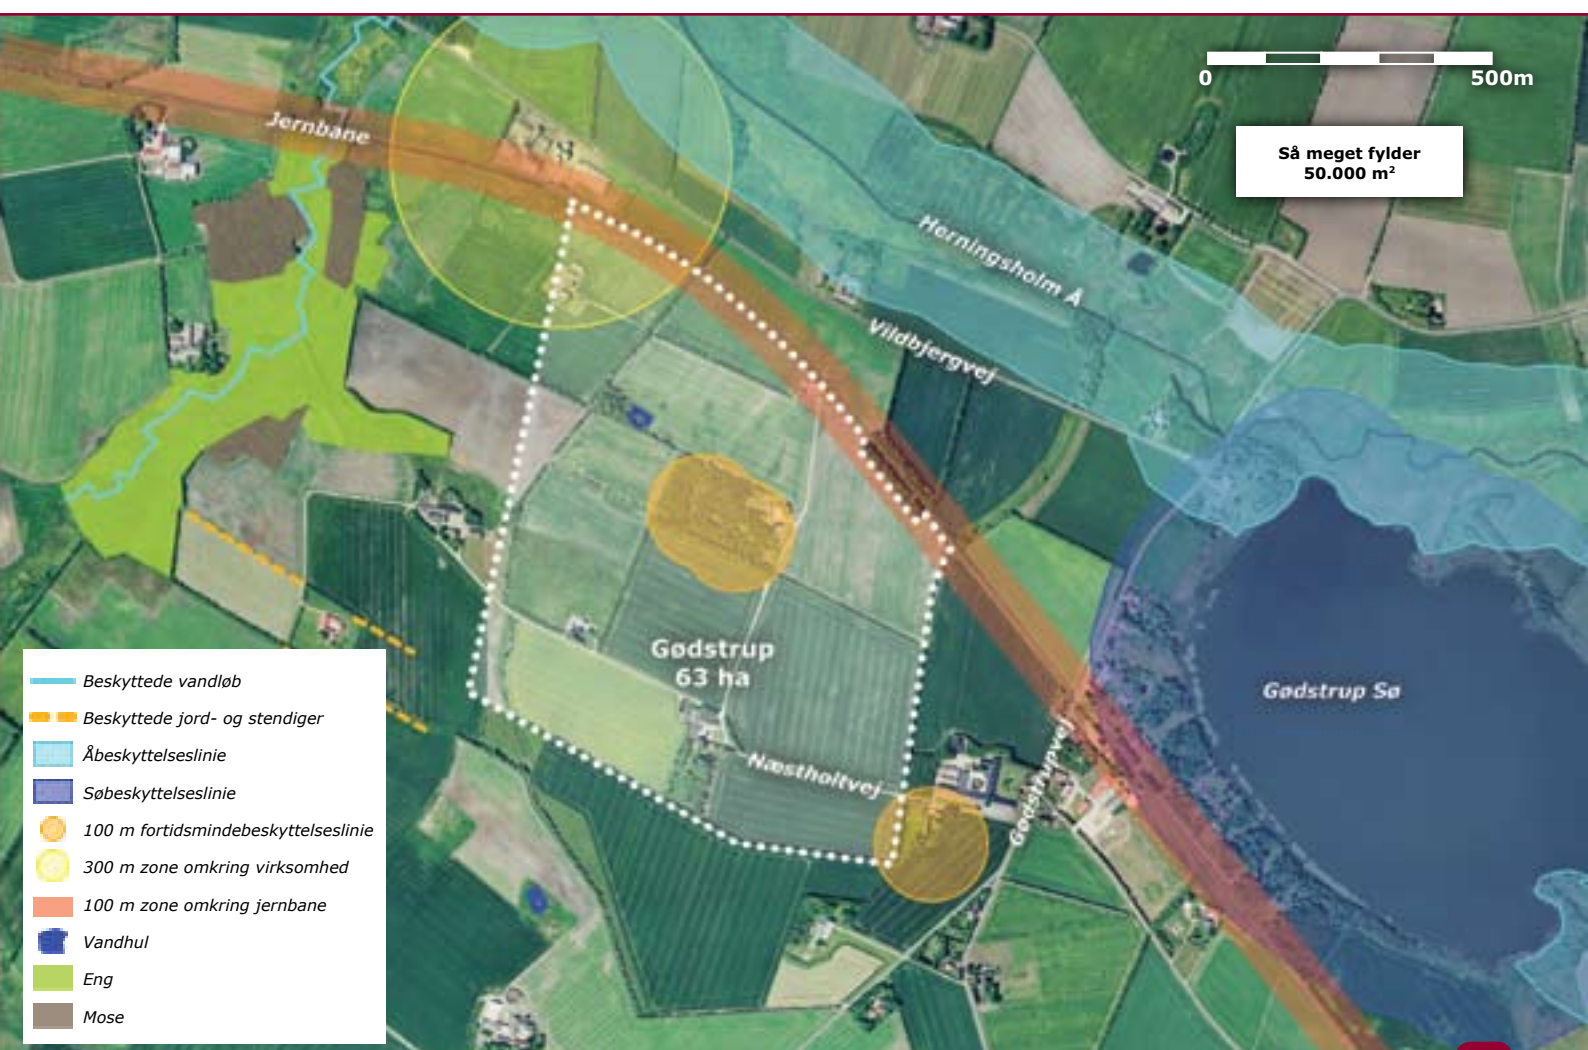 0
500m
Så meget fylder
50.000 m²
Jernbane
Herningsholm Å
Vildbjergvej
Gødstrup
63 ha
Gødstrup Sø
Næstholtvej
Gødstrupvej
Beskyttede vandløb
Beskyttede jord- og stendiger
Åbeskyttelseslinie
Søbeskyttelseslinie
100 m fortidsmindebeskyttelseslinie
300 m zone omkring virksomhed
100 m zone omkring jernbane
Vandhul
Eng
Mose